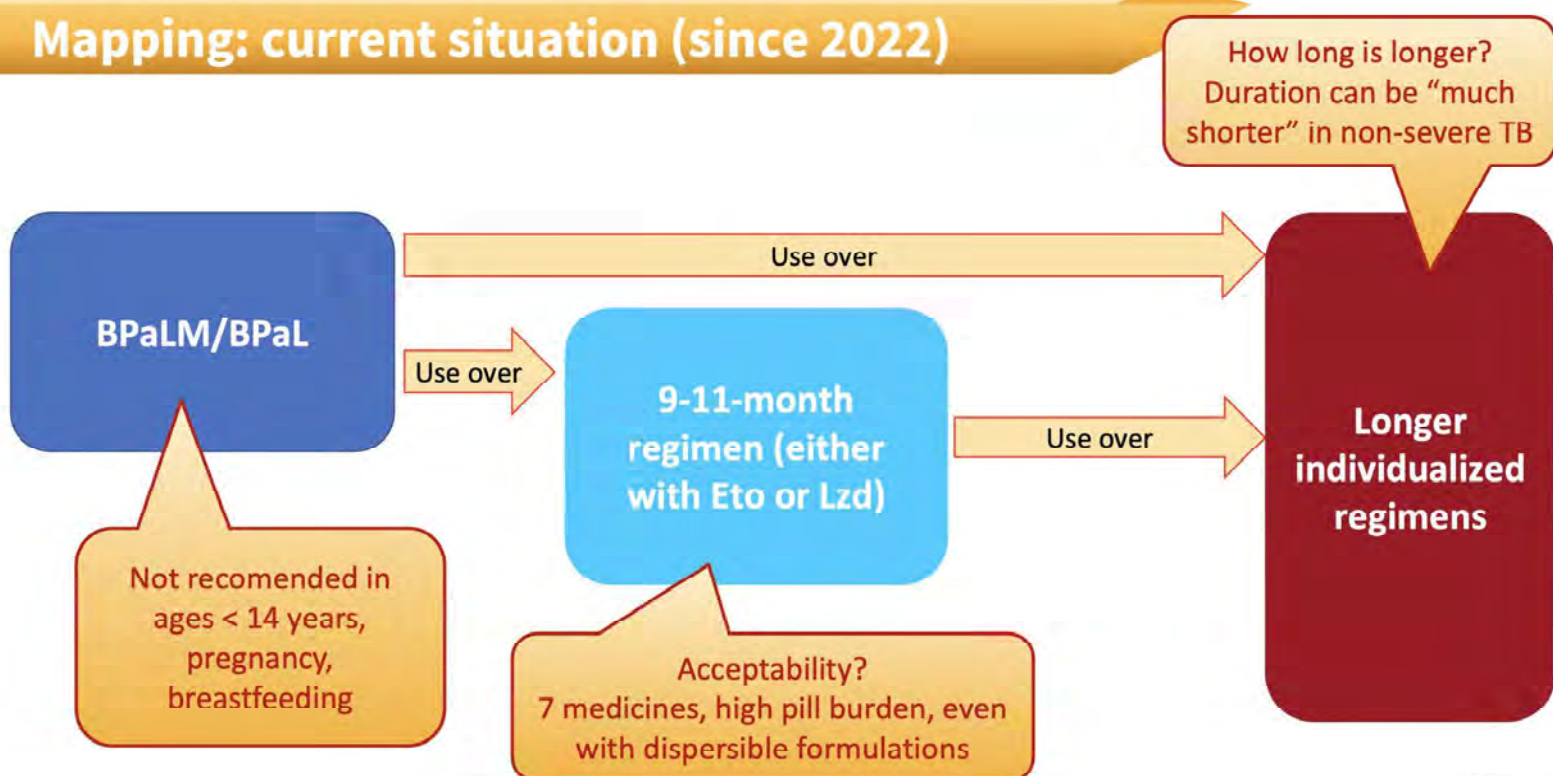 Mapping: current situation (since 2022)
How long is longer?
Duration can be “much
shorter” in non-severe TB
Use over
BPaLM/BPaL
Use over
9-11-month
regimen (either
with Eto or Lzd)
Use over
Longer
individualized
regimens
Not recomended in
ages < 14 years,
pregnancy,
breastfeeding
Acceptability?
7 medicines, high pill burden, even
with dispersible formulations